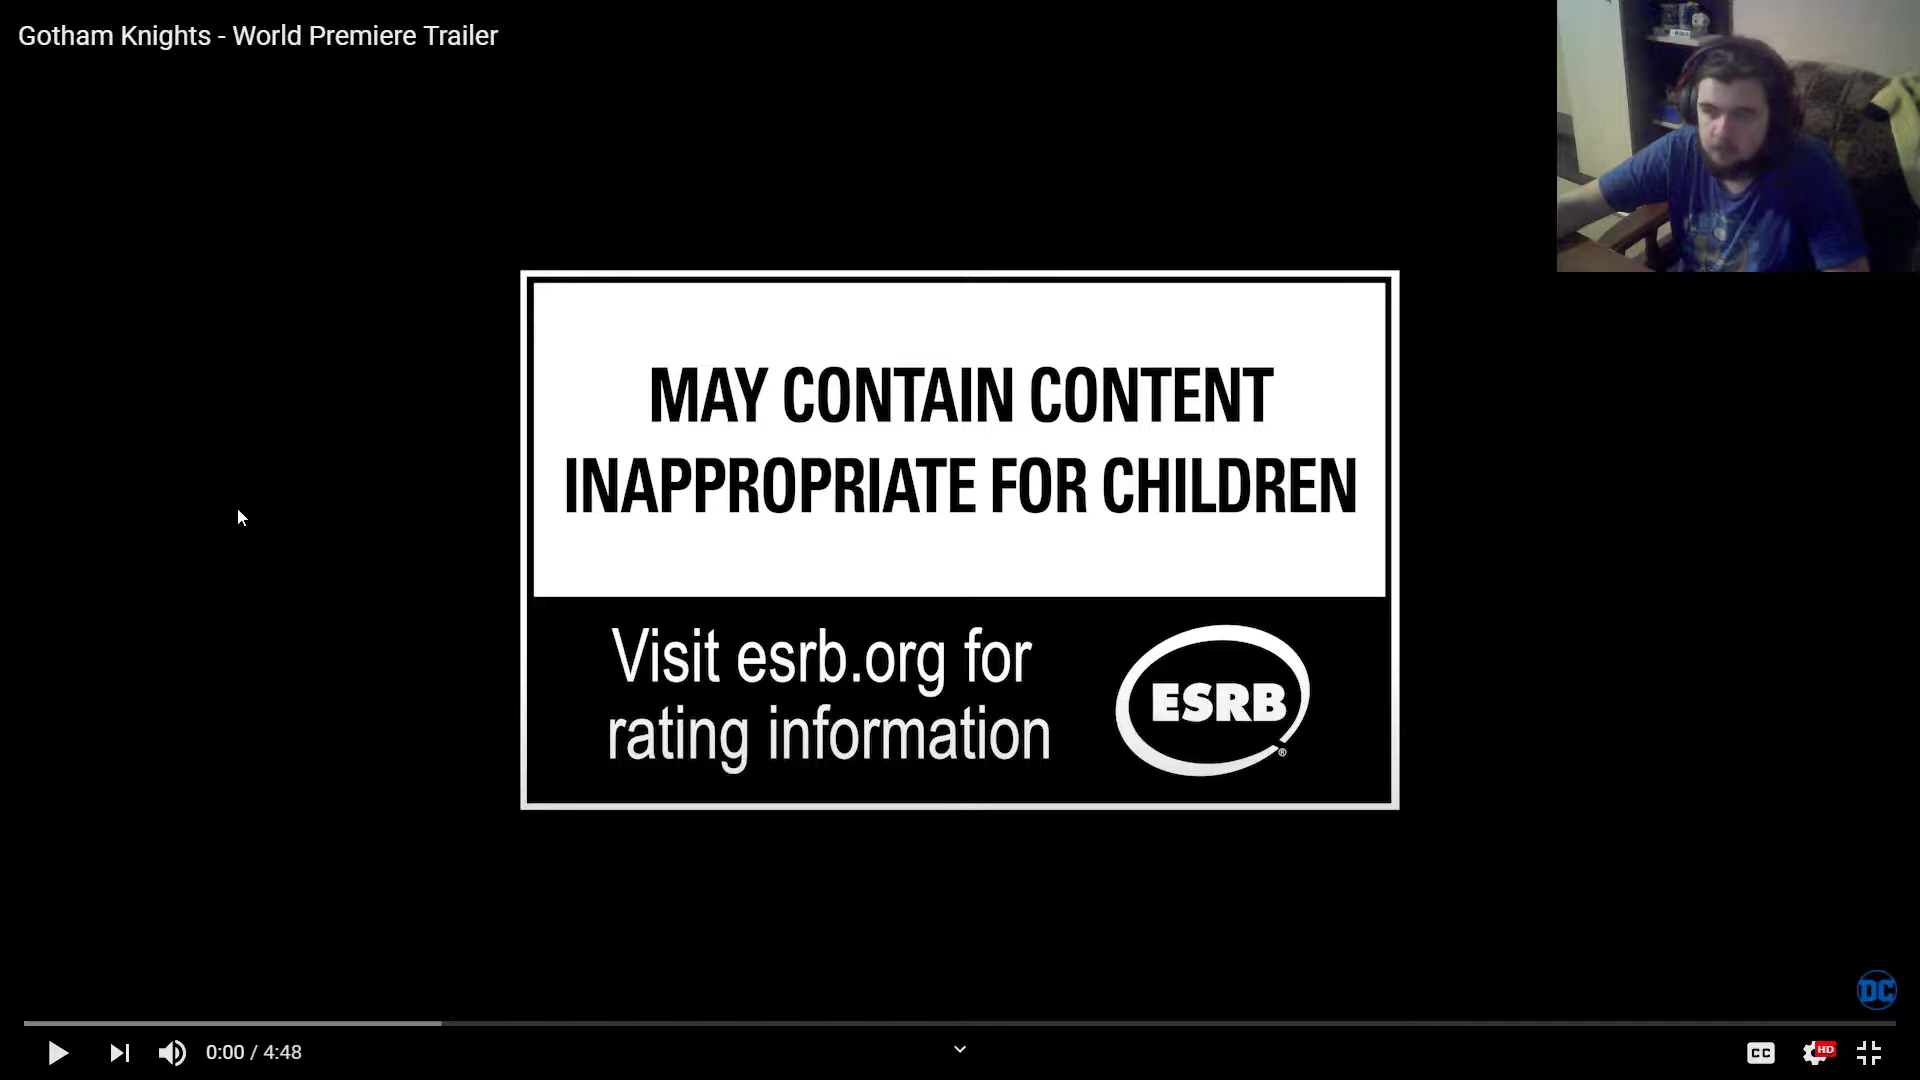 Gotham Knights - World Premiere Trailer
MAY CONTAIN CONTENT
INAPPROPRIATE FOR CHILDREN
Visit esrb.org for
rating information
ESRB
®
DC
0:00 / 4:48
CC
HD